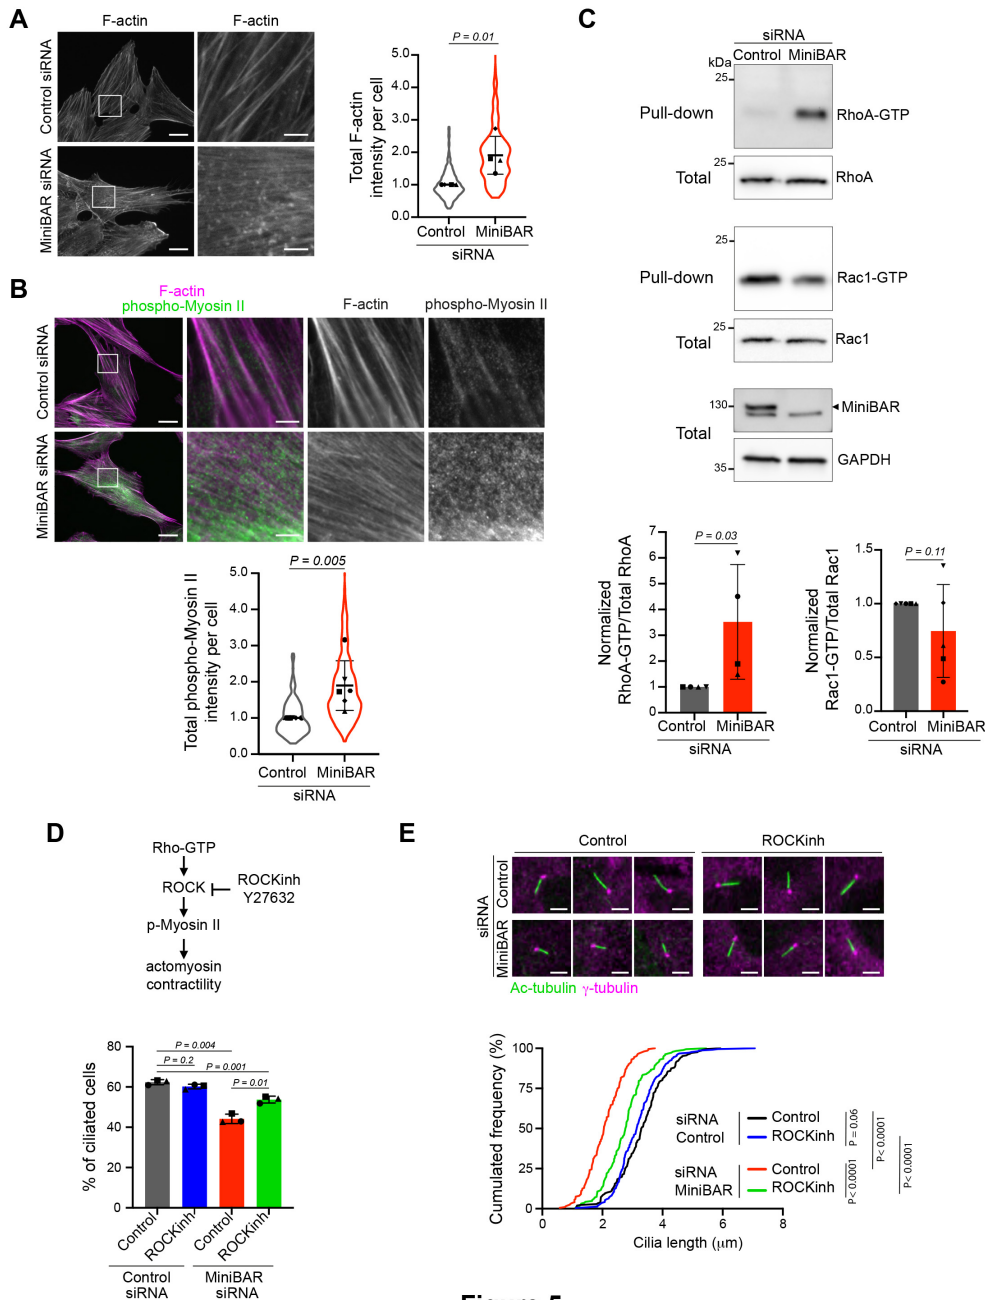 A
F-actin
F-actin
Control siRNA
MiniBAR siRNA
Total F-actin
intensity per cell
P = 0.01
5.0
4.0
3.0
2.0
1.0
0.0
Control
MiniBAR
siRNA
B
F-actin
phospho-Myosin II
F-actin
phospho-Myosin II
Control siRNA
MiniBAR siRNA
Total phospho-Myosin II
intensity per cell
P = 0.005
5.0
4.0
3.0
2.0
1.0
0.0
Control
MiniBAR
siRNA
C
siRNA
kDa
Control MiniBAR
25
Pull-down
RhoA-GTP
25
Total
RhoA
25
Pull-down
Rac1-GTP
25
Total
Rac1
130
MiniBAR
Total
35
GAPDH
Normalized
RhoA-GTP/Total RhoA
P = 0.03
7
6
5
4
3
2
1
0
Control MiniBAR
siRNA
Normalized
Rac1-GTP/Total Rac1
P = 0.11
1.5
1.0
0.5
0.0
Control MiniBAR
siRNA
D
Rho-GTP
ROCK
ROCKinh
Y27632
p-Myosin II
actomyosin
contractility
% of ciliated cells
80
60
40
20
0
P = 0.004
P = 0.2
P = 0.001
P = 0.01
Control
ROCKinh
Control
ROCKinh
Control
siRNA
MiniBAR
siRNA
E
Control
ROCKinh
siRNA
Control
MiniBAR
Ac-tubulin γ-tubulin
Cumulated frequency (%)
100
75
50
25
0
0
2
4
6
8
Cilia length (μm)
siRNA
Control
Control
ROCKinh
siRNA
MiniBAR
Control
ROCKinh
P = 0.06
P< 0.0001
P< 0.0001
P< 0.0001